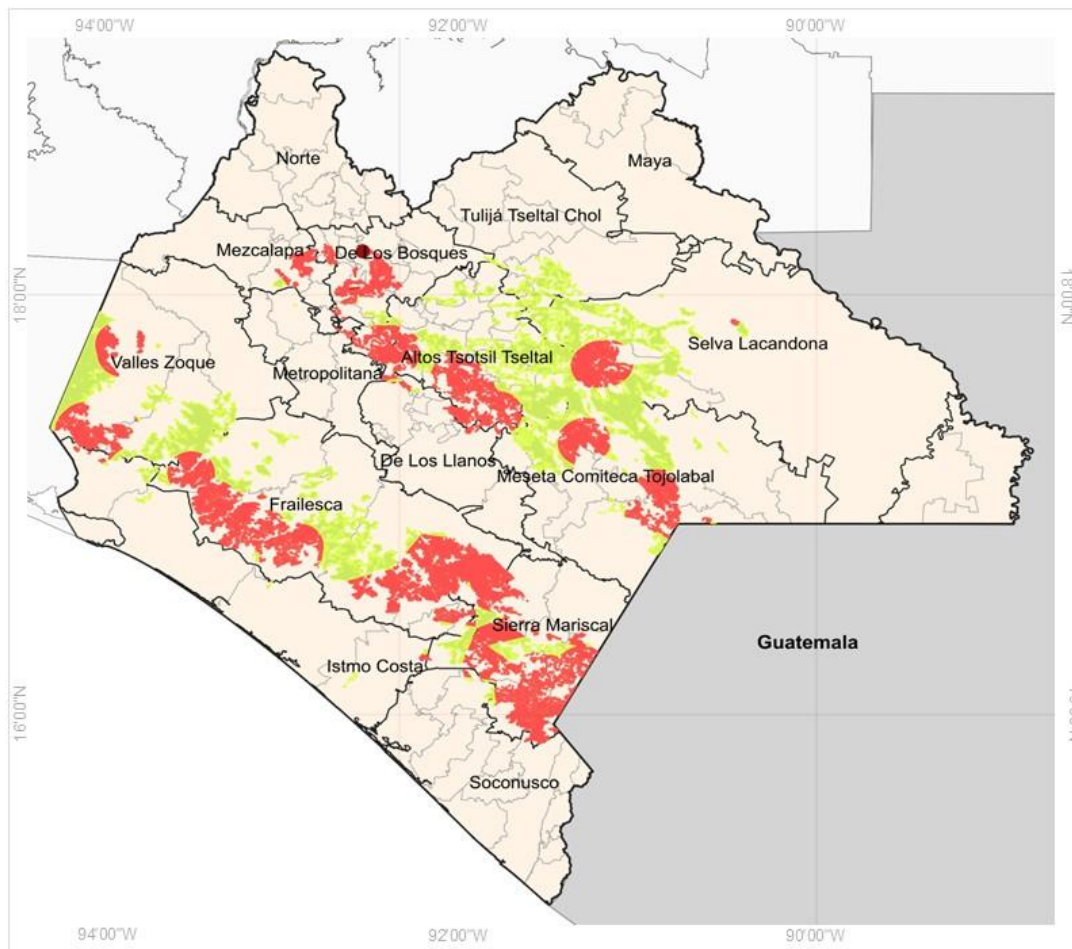 94°00'W 92°00'W 90°00'W
Norte
Maya
Tulijá Tseltal Chol
Mezcalapa
De Los Bosques
18°00'N
18°00'N
Selva Lacandona
Altos Tsotsil Tseltal
Valles Zoque
Metropolitana
De Los Llanos
Meseta Comiteca Tojolabal
Frailesca
Sierra Mariscal
Guatemala
Istmo Costa
16°00'N
Soconusco
94°00'W 92°00'W 90°00'W